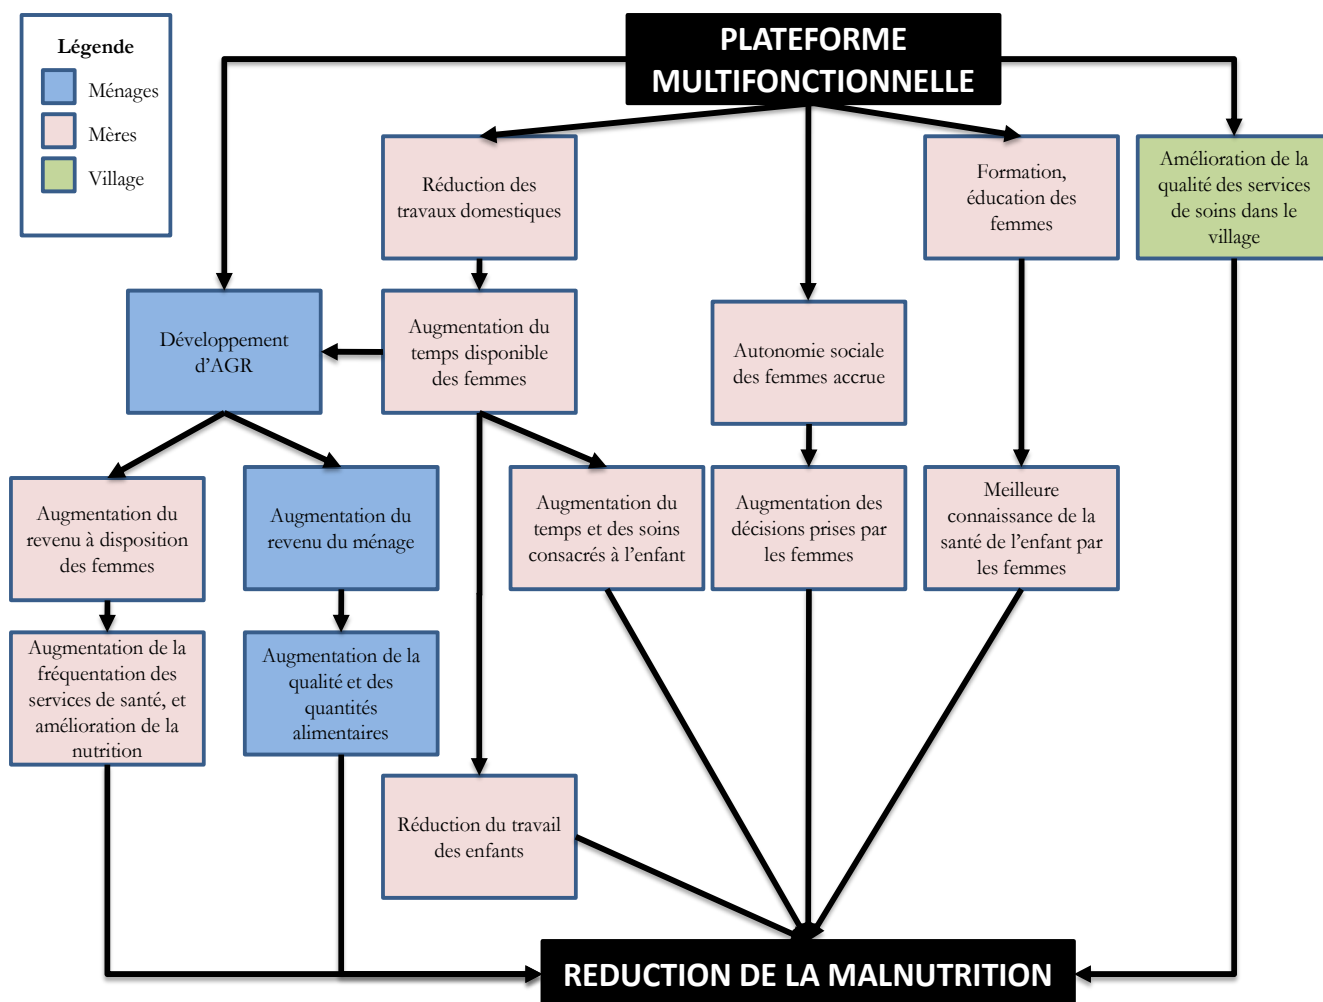 Légende
Ménages
Mères
Village
PLATEFORME
MULTIFONCTIONNELLE
Réduction des
travaux domestiques
Formation,
éducation des
femmes
Amélioration de la
qualité des services
de soins dans le
village
Développement
d’AGR
Augmentation du
temps disponible
des femmes
Autonomie sociale
des femmes accrue
Augmentation du
revenu à disposition
des femmes
Augmentation du
revenu du ménage
Augmentation du
temps et des soins
consacrés à l’enfant
Augmentation des
décisions prises par
les femmes
Meilleure
connaissance de la
santé de l’enfant par
les femmes
Augmentation de la
fréquentation des
services de santé, et
amélioration de la
nutrition
Augmentation de la
qualité et des
quantités
alimentaires
Réduction du travail
des enfants
REDUCTION DE LA MALNUTRITION